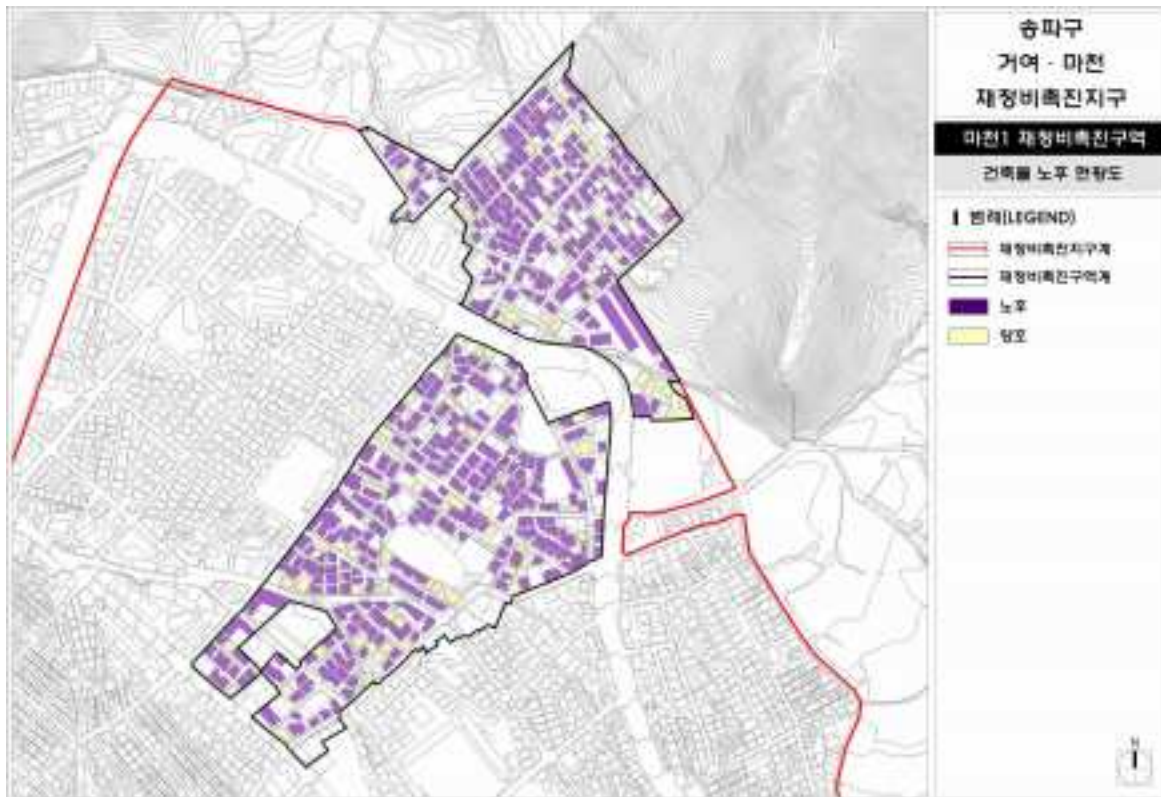 송파구
거여 - 마천
재정비촉진지구
마천1 재정비촉진구역
건축물 노후 현황도
범례(LEGEND)
재정비촉진지구계
재정비촉진구역계
노후
양호
N